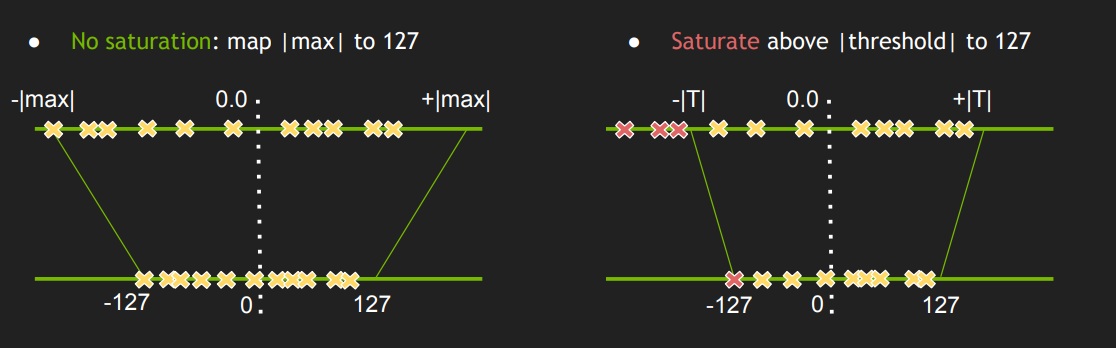 ● No saturation: map |max| to 127
-|max| 0.0 +|max|
-127 0 127
● Saturate above |threshold| to 127
-|T| 0.0 +|T|
-127 0 127